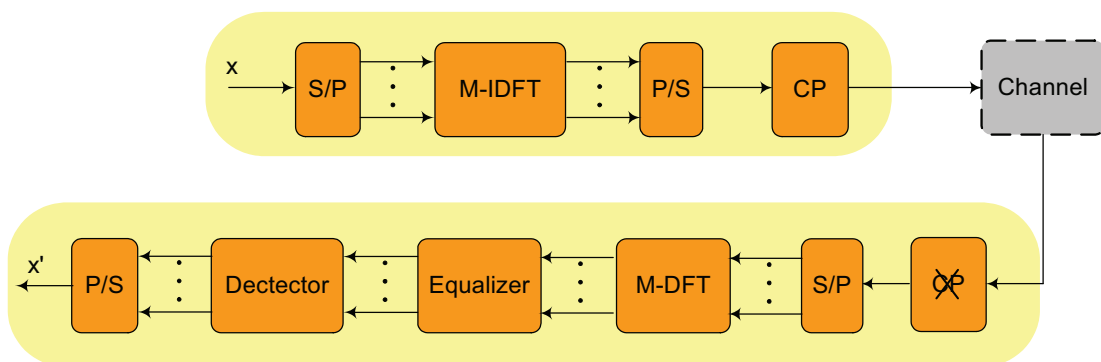 x
S/P
M-IDFT
P/S
CP
Channel
x'
P/S
Dectector
Equalizer
M-DFT
S/P
CP